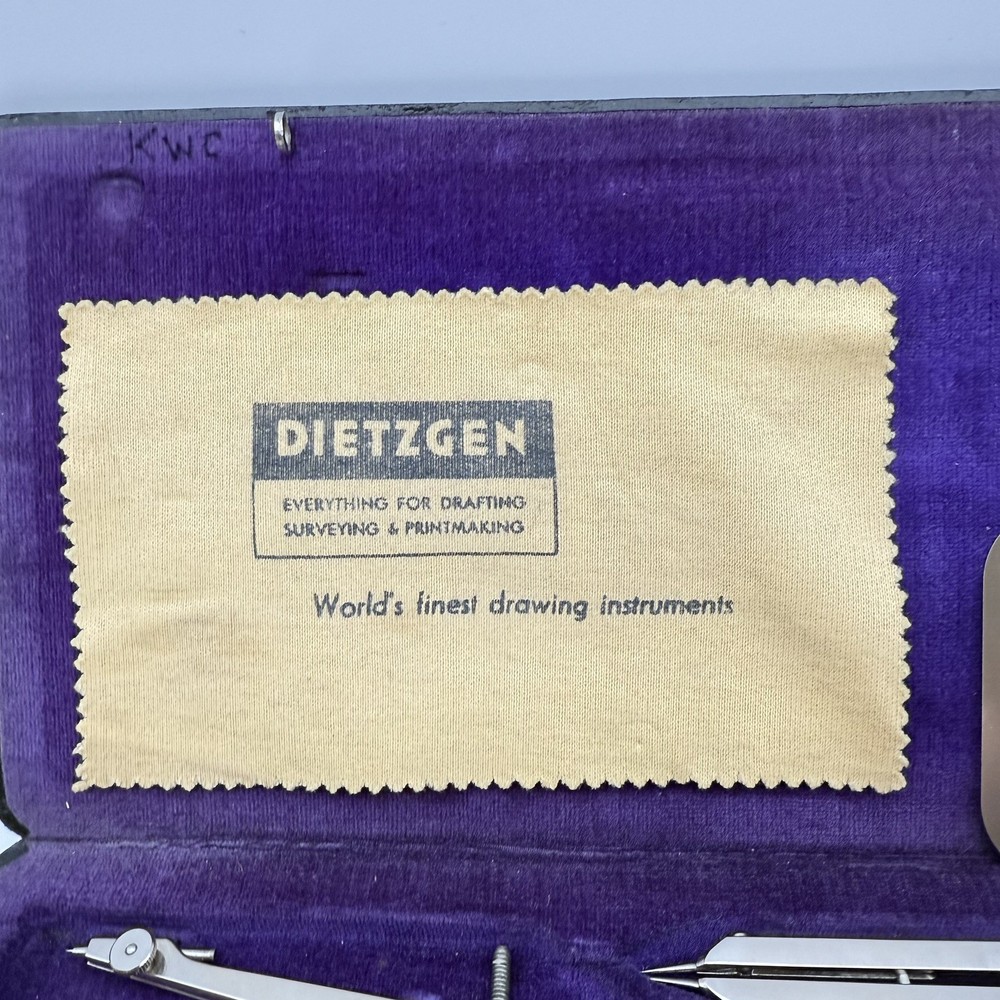 KWC
DIETZGEN
EVERYTHING FOR DRAFTING
SURVEYING & PRINTMAKING
World's finest drawing instruments